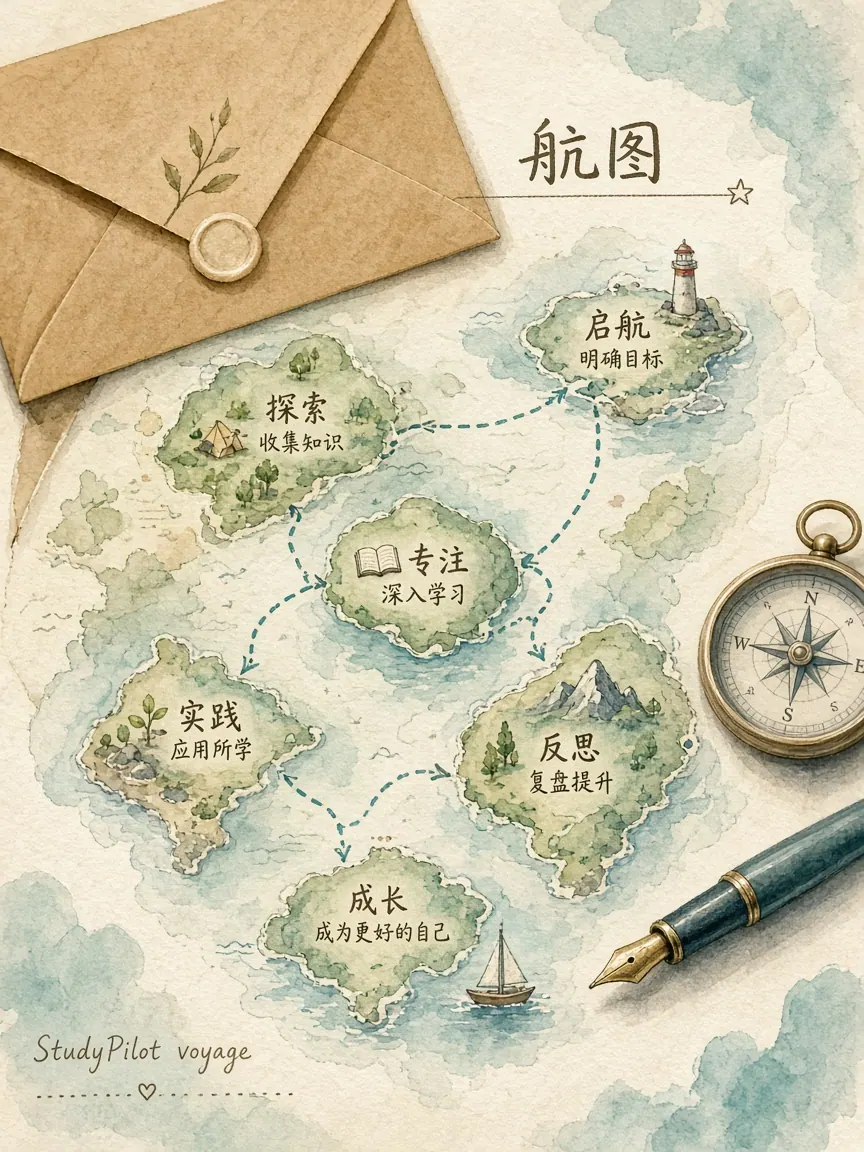 航图
启航
明确目标
探索
收集知识
专注
深入学习
实践
应用所学
反思
复盘提升
成长
成为更好的自己
N
W
E
S
StudyPilot voyage